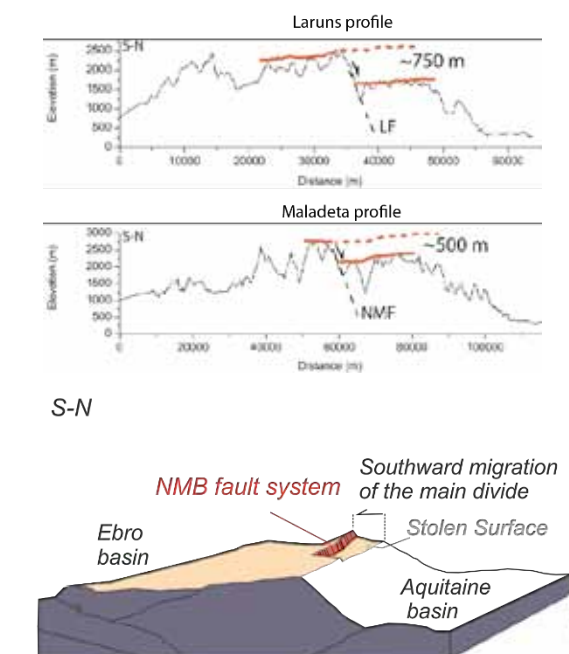 Laruns profile
S-N
~750 m
LF
Elevation (m)
2500
2000
1500
1000
500
0
0 10000 20000 30000 40000 50000 60000
Distance (m)
Maladeta profile
S-N
~500 m
NMF
Elevation (m)
3000
2500
2000
1500
1000
500
0
0 20000 40000 60000 80000 100000
Distance (m)
S-N
Southward migration
of the main divide
NMB fault system
Stolen Surface
Ebro
basin
Aquitaine
basin